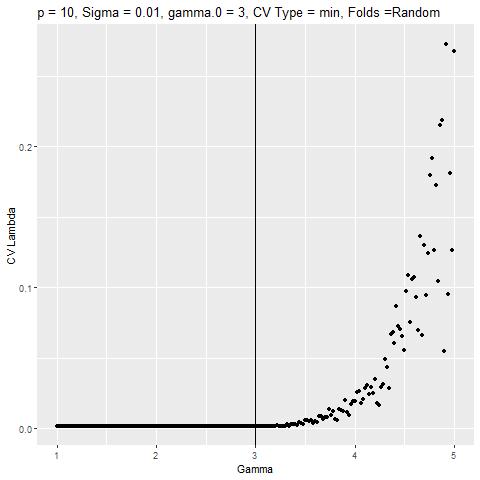 p = 10, Sigma = 0.01, gamma.0 = 3, CV Type = min, Folds =Random
CV Lambda
0.2
0.1
0.0
1
2
3
4
5
Gamma